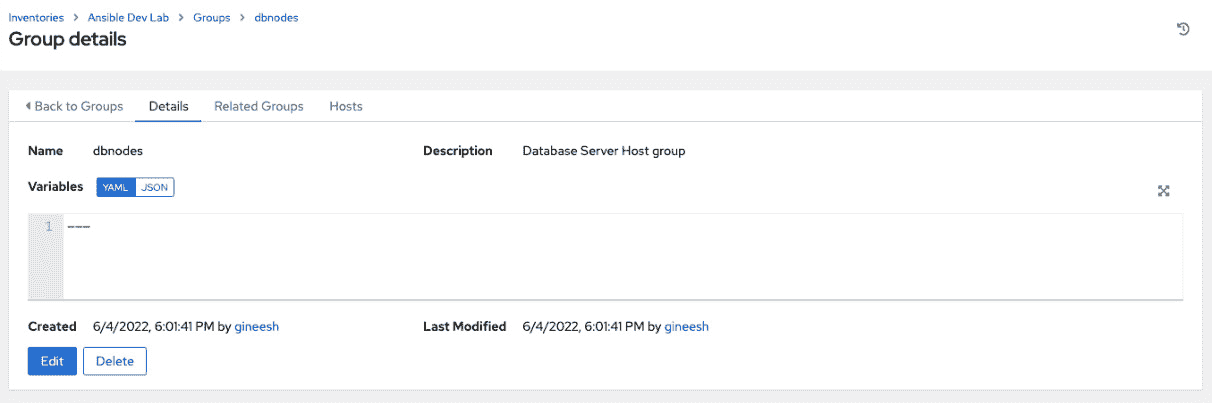 Inventories > Ansible Dev Lab > Groups > dbnodes
Group details
Back to Groups Details Related Groups Hosts
Name dbnodes Description Database Server Host group
Variables YAML JSON
1 ---
Created 6/4/2022, 6:01:41 PM by gineesh Last Modified 6/4/2022, 6:01:41 PM by gineesh
Edit Delete